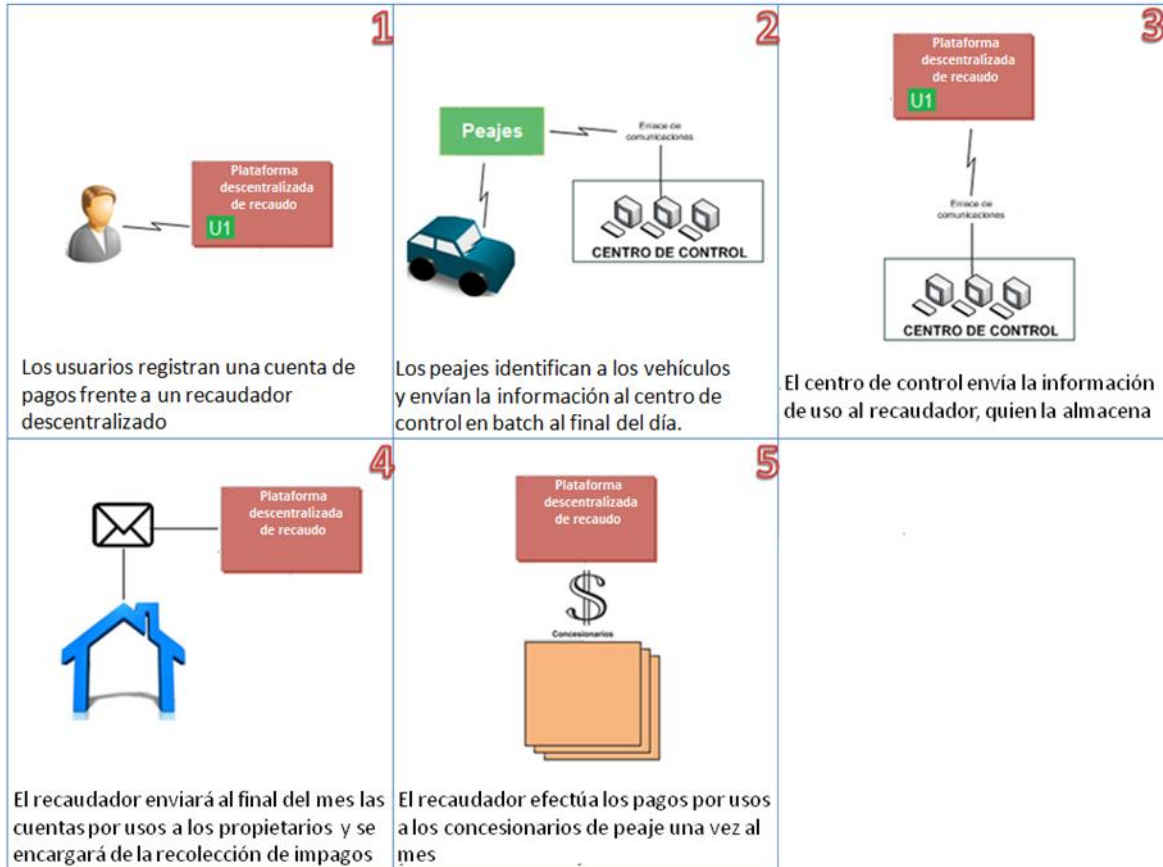 1
Plataforma
descentralizada
de recaudo
U1
Los usuarios registran una cuenta de
pagos frente a un recaudador
descentralizado
2
Peajes
Enlace de
comunicaciones
CENTRO DE CONTROL
Los peajes identifican a los vehículos
y envían la información al centro de
control en batch al final del día.
3
Plataforma
descentralizada
de recaudo
U1
Enlace de
comunicaciones
CENTRO DE CONTROL
El centro de control envía la información
de uso al recaudador, quien la almacena
4
Plataforma
descentralizada
de recaudo
El recaudador enviará al final del mes las
cuentas por usos a los propietarios y se
encargará de la recolección de impagos
5
Plataforma
descentralizada
de recaudo
$
Concesionarios
El recaudador efectúa los pagos por usos
a los concesionarios de peaje una vez al
mes